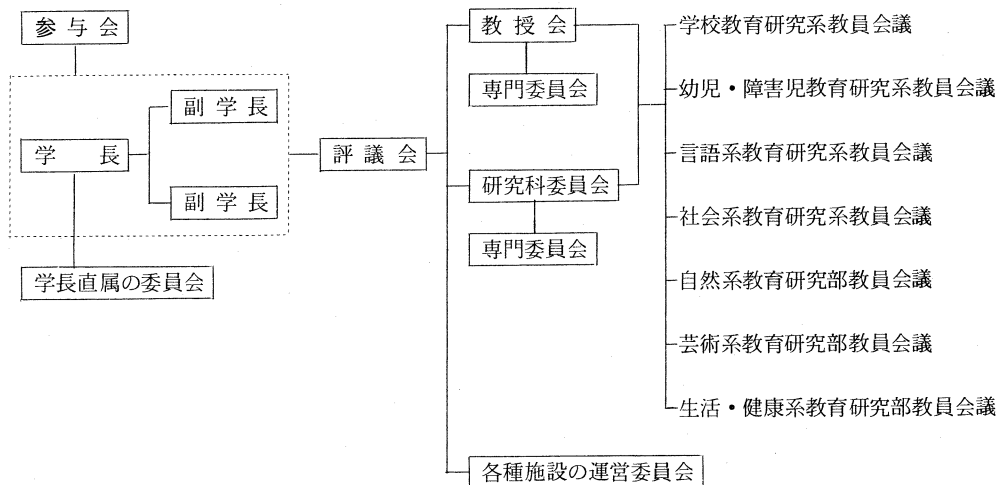 参与会
副学長
学長
副学長
学長直属の委員会
評議会
教授会
専門委員会
研究科委員会
専門委員会
各種施設の運営委員会
学校教育研究系教員会議
幼児・障害児教育研究系教員会議
言語系教育研究系教員会議
社会系教育研究系教員会議
自然系教育研究部教員会議
芸術系教育研究部教員会議
生活・健康系教育研究部教員会議